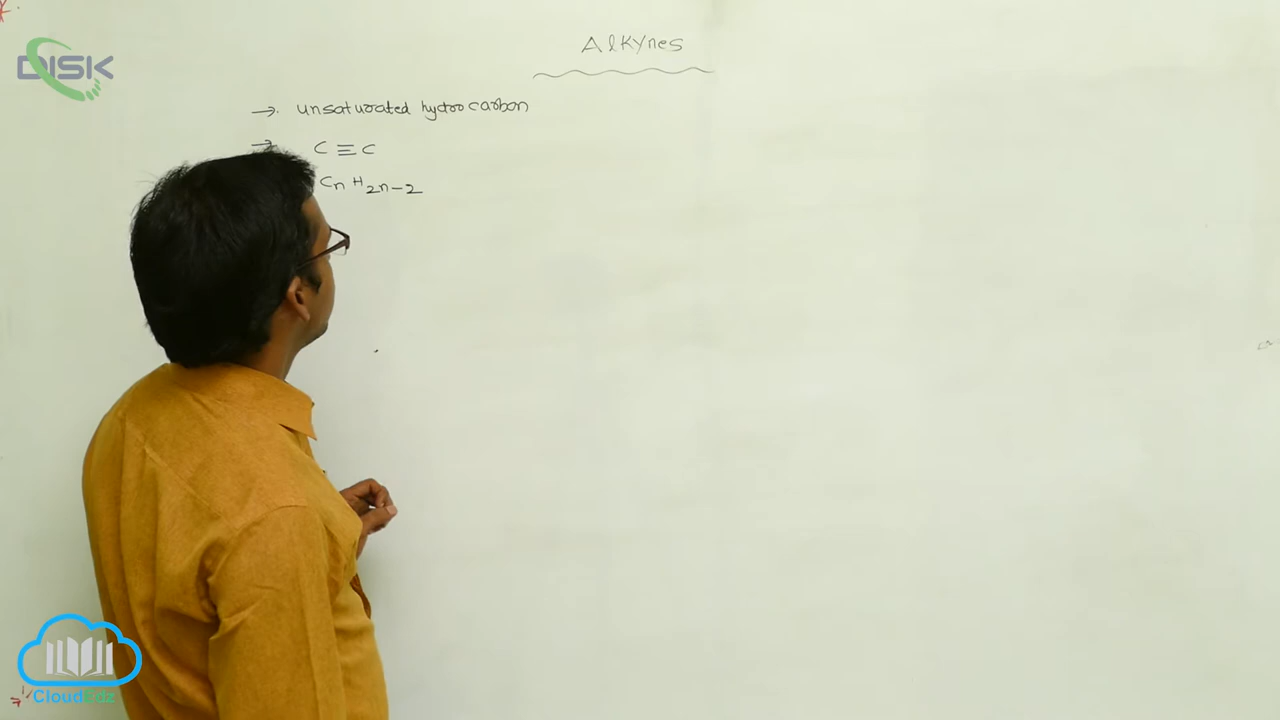 Alkynes
DISK
→ unsaturated hydrocarbon
→ C≡C
CnH2n-2
CloudEdz